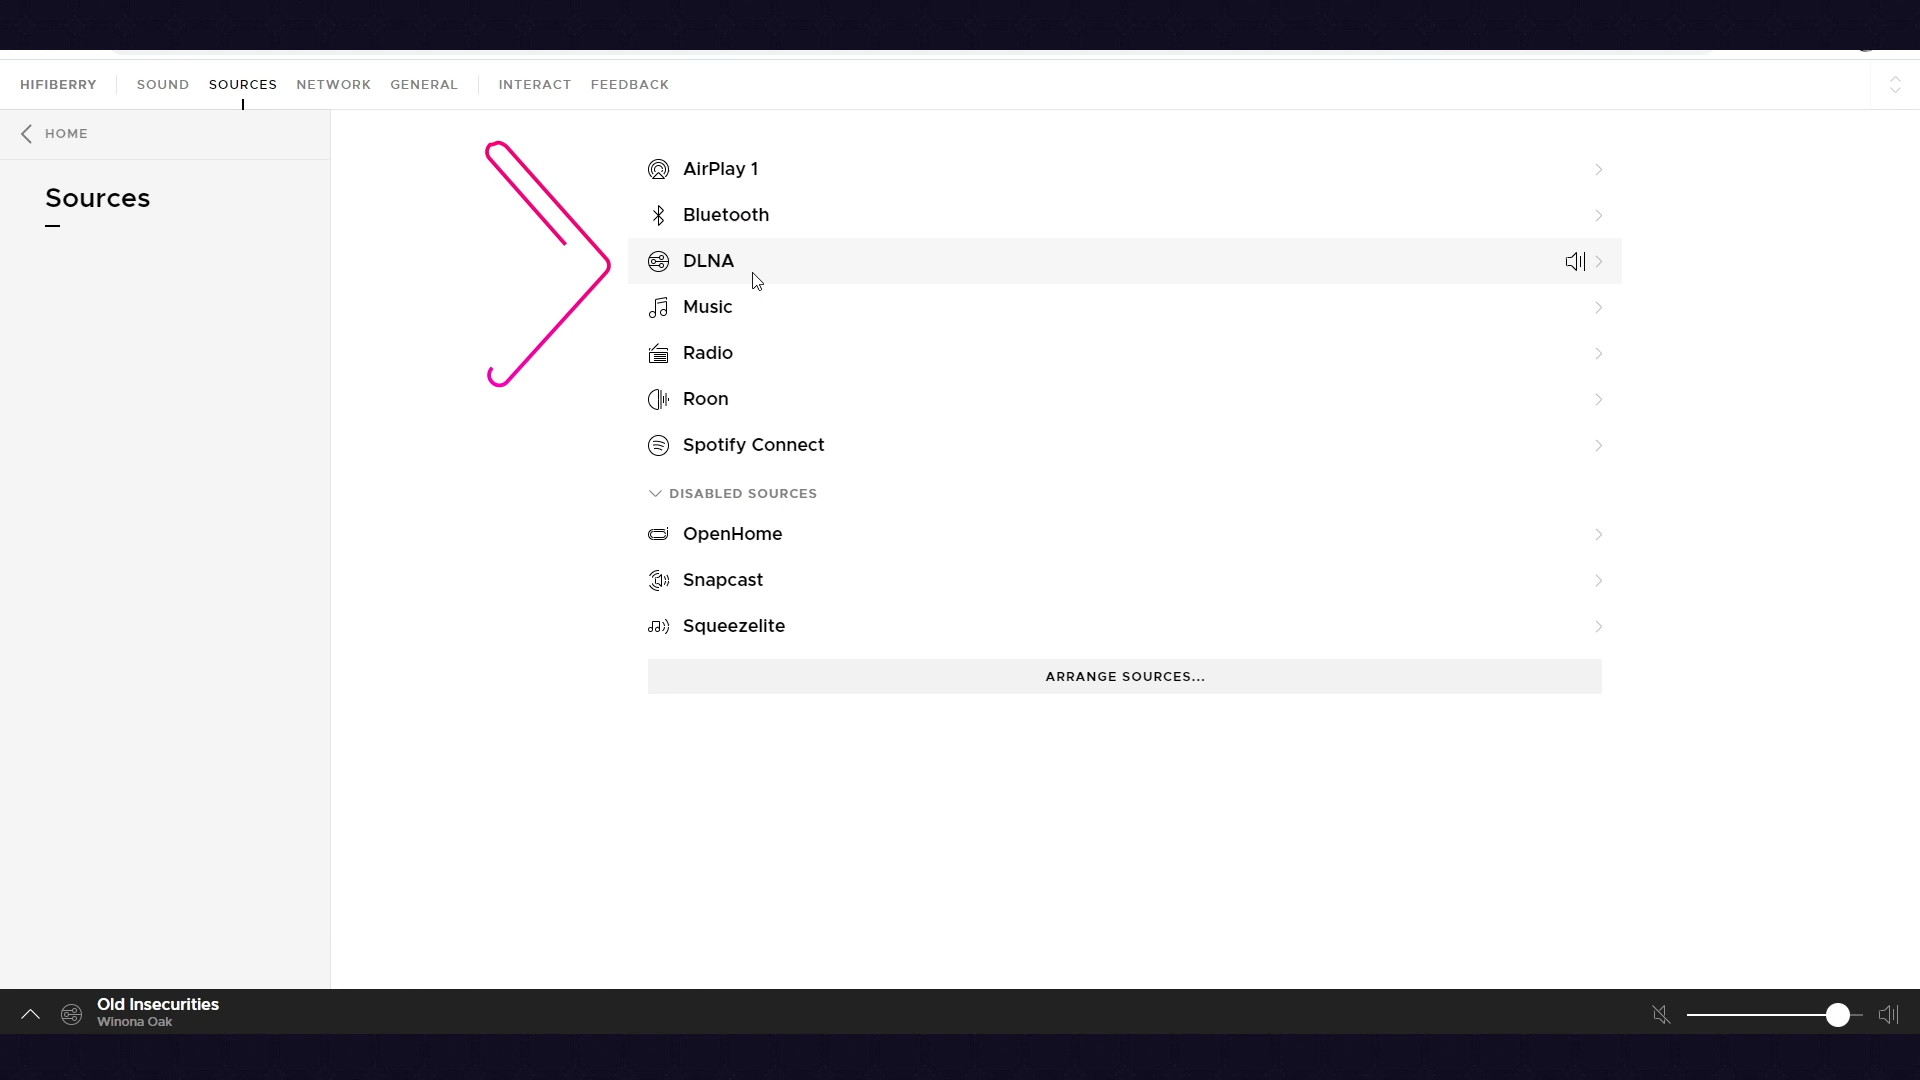 HIFIBERRY SOUND SOURCES NETWORK GENERAL INTERACT FEEDBACK
HOME
Sources
AirPlay 1
Bluetooth
DLNA
Music
Radio
Roon
Spotify Connect
DISABLED SOURCES
OpenHome
Snapcast
Squeezelite
ARRANGE SOURCES...
Old Insecurities
Winona Oak